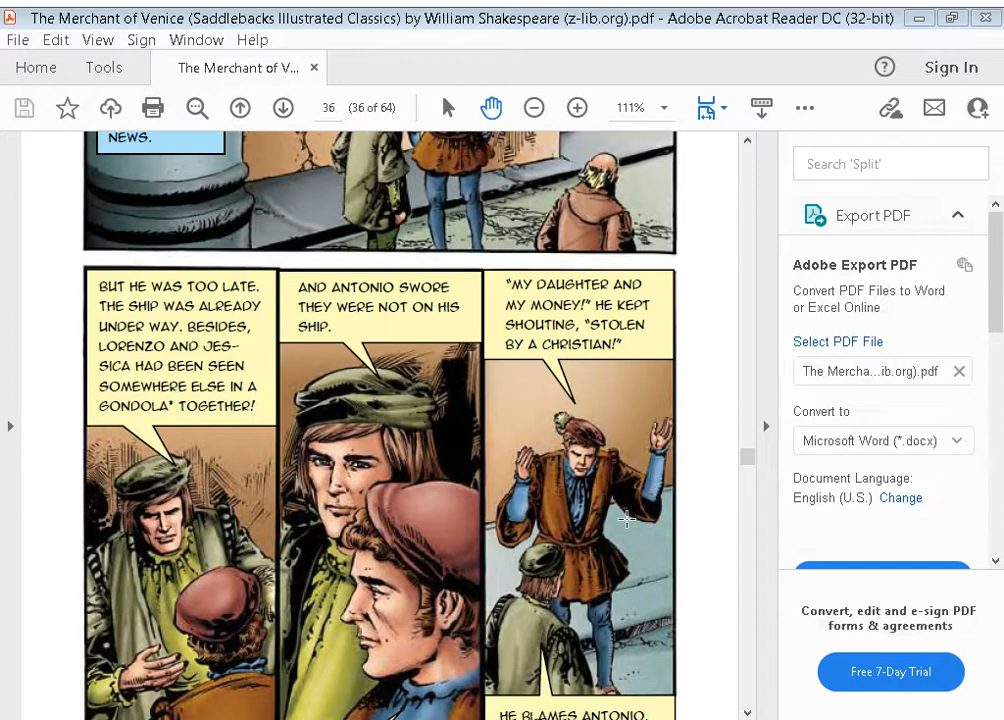 The Merchant of Venice (Saddlebacks Illustrated Classics) by William Shakespeare (z-lib.org).pdf - Adobe Acrobat Reader DC (32-bit)
File Edit View Sign Window Help
Home Tools The Merchant of V... ×
? Sign In
36 (36 of 64) 111%
NEWS.
BUT HE WAS TOO LATE.
THE SHIP WAS ALREADY
UNDER WAY. BESIDES,
LORENZO AND JES-
SICA HAD BEEN SEEN
SOMEWHERE ELSE IN A
GONDOLA* TOGETHER!
AND ANTONIO SWORE
THEY WERE NOT ON HIS
SHIP.
"MY DAUGHTER AND
MY MONEY!" HE KEPT
SHOUTING, "STOLEN
BY A CHRISTIAN!"
HE BLAMES ANTONIO.
Search 'Split'
Export PDF
Adobe Export PDF
Convert PDF Files to Word
or Excel Online
Select PDF File
The Mercha...ib.org).pdf
Convert to
Microsoft Word (*.docx)
Document Language:
English (U.S.) Change
Convert, edit and e-sign PDF
forms & agreements
Free 7-Day Trial